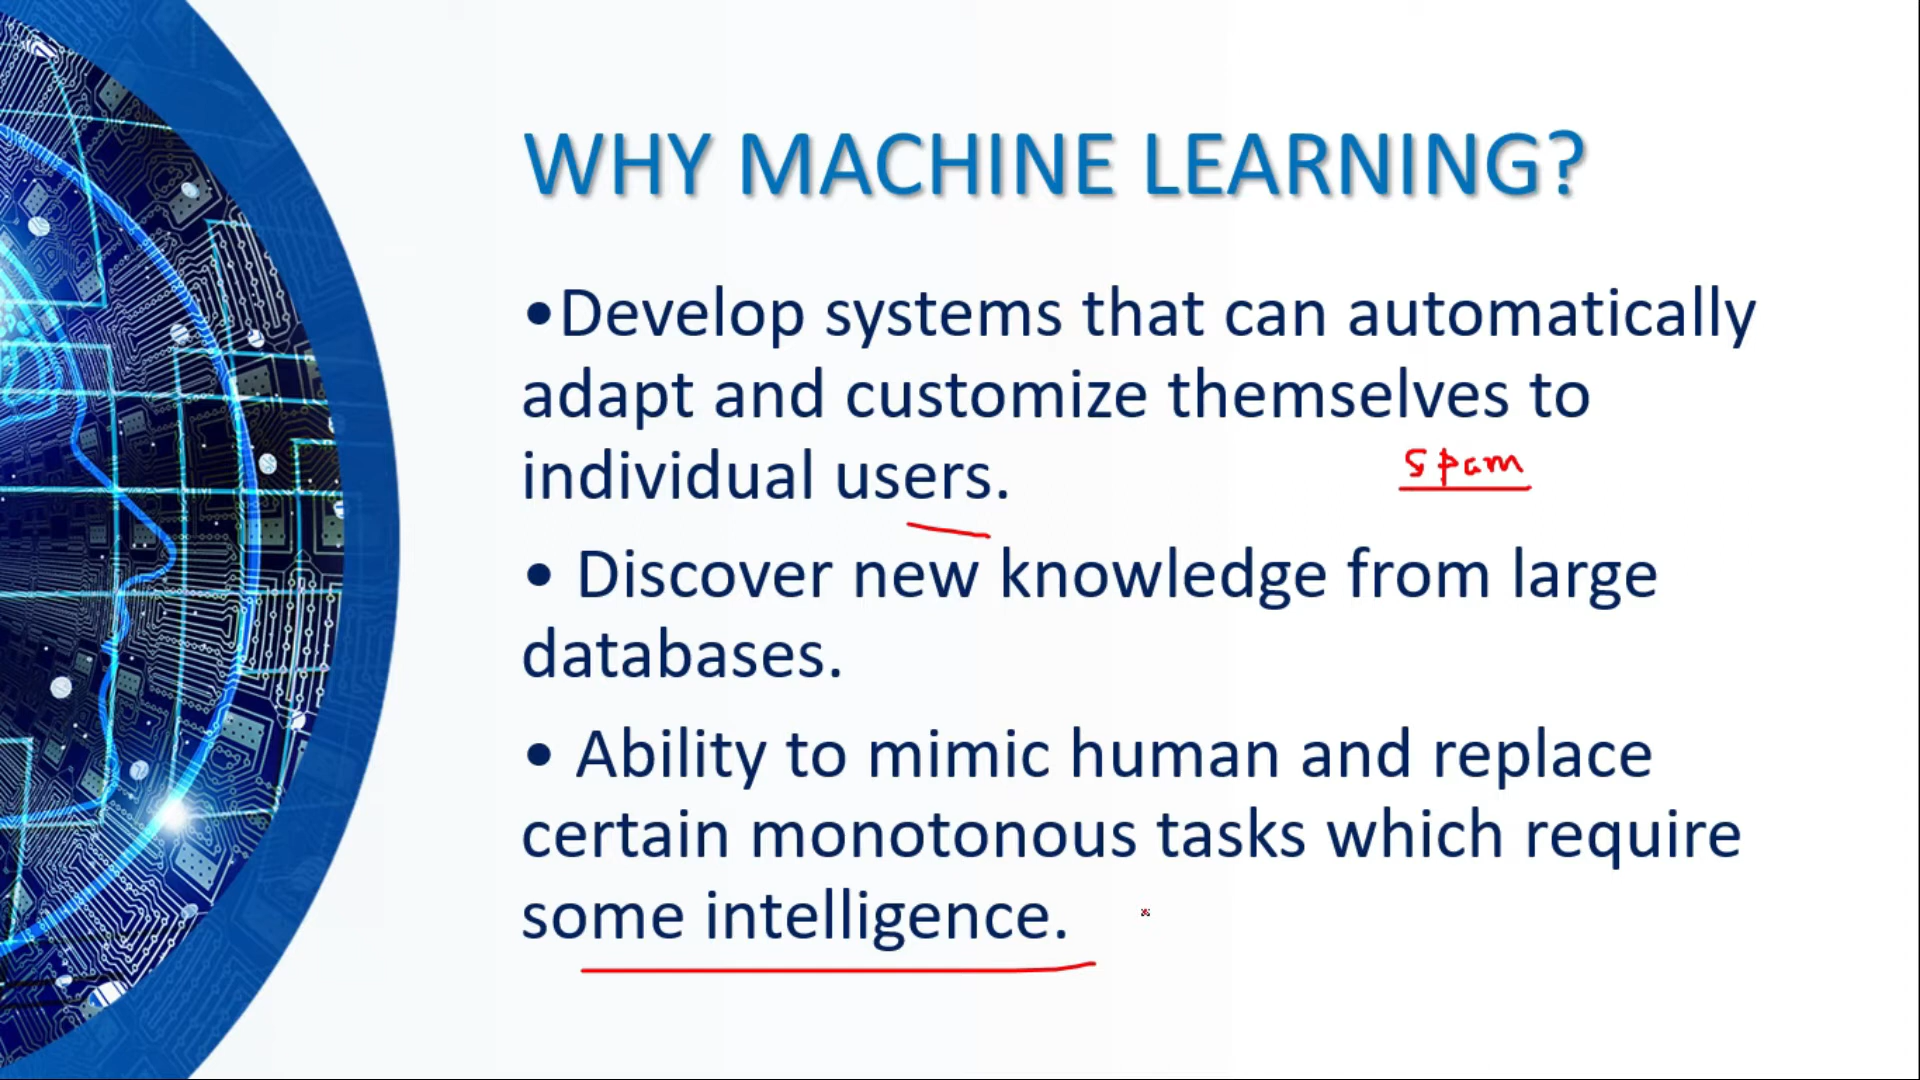 WHY MACHINE LEARNING?
•Develop systems that can automatically
adapt and customize themselves to
individual users.
spam
• Discover new knowledge from large
databases.
• Ability to mimic human and replace
certain monotonous tasks which require
some intelligence.